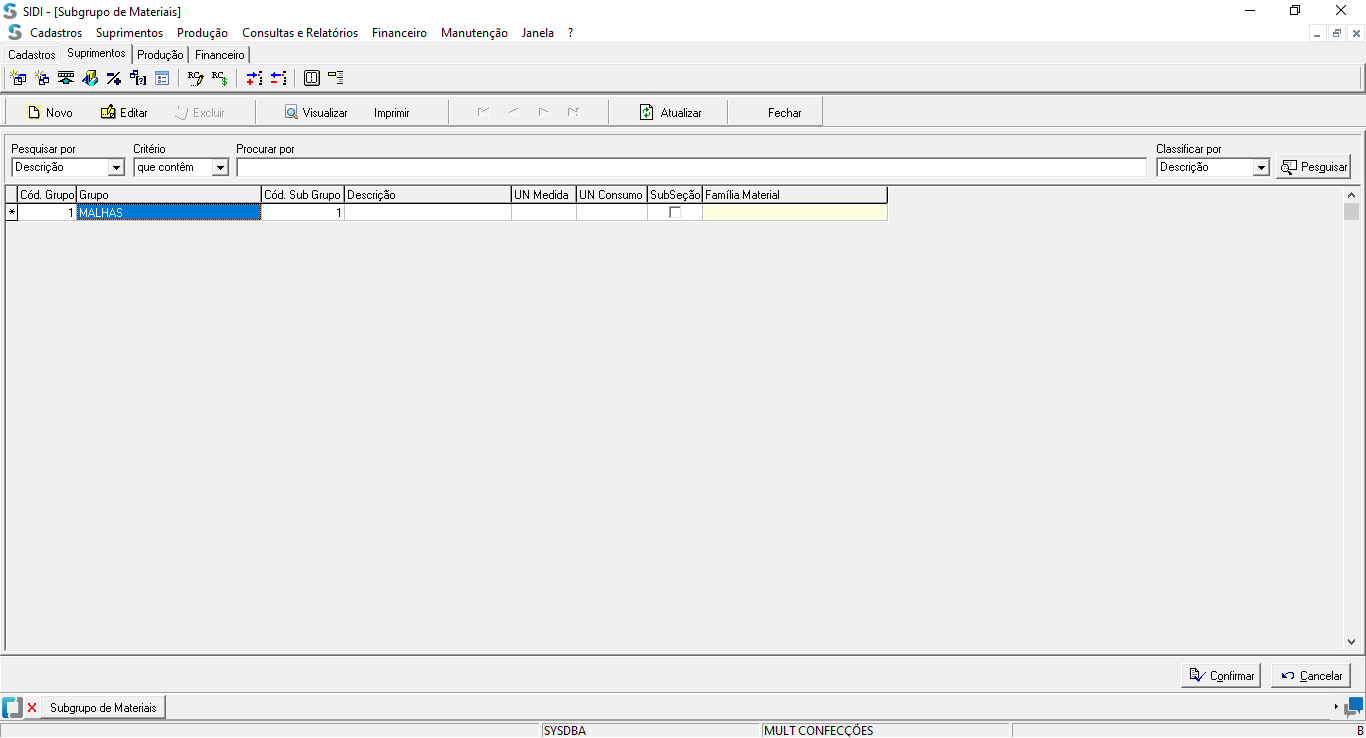 SIDI - [Subgrupo de Materiais]
Cadastros Suprimentos Produção Consultas e Relatórios Financeiro Manutenção Janela ?
Cadastros Suprimentos Produção Financeiro
Novo Editar Excluir Visualizar Imprimir Atualizar Fechar
Pesquisar por Critério Procurar por Classificar por
Descrição que contêm Descrição Pesquisar
Cód. Grupo Grupo Cód. Sub Grupo Descrição UN Medida UN Consumo SubSeção Família Material
* 1 MALHAS 1
Confirmar Cancelar
Subgrupo de Materiais
SYSDBA MULT CONFECÇÕES B